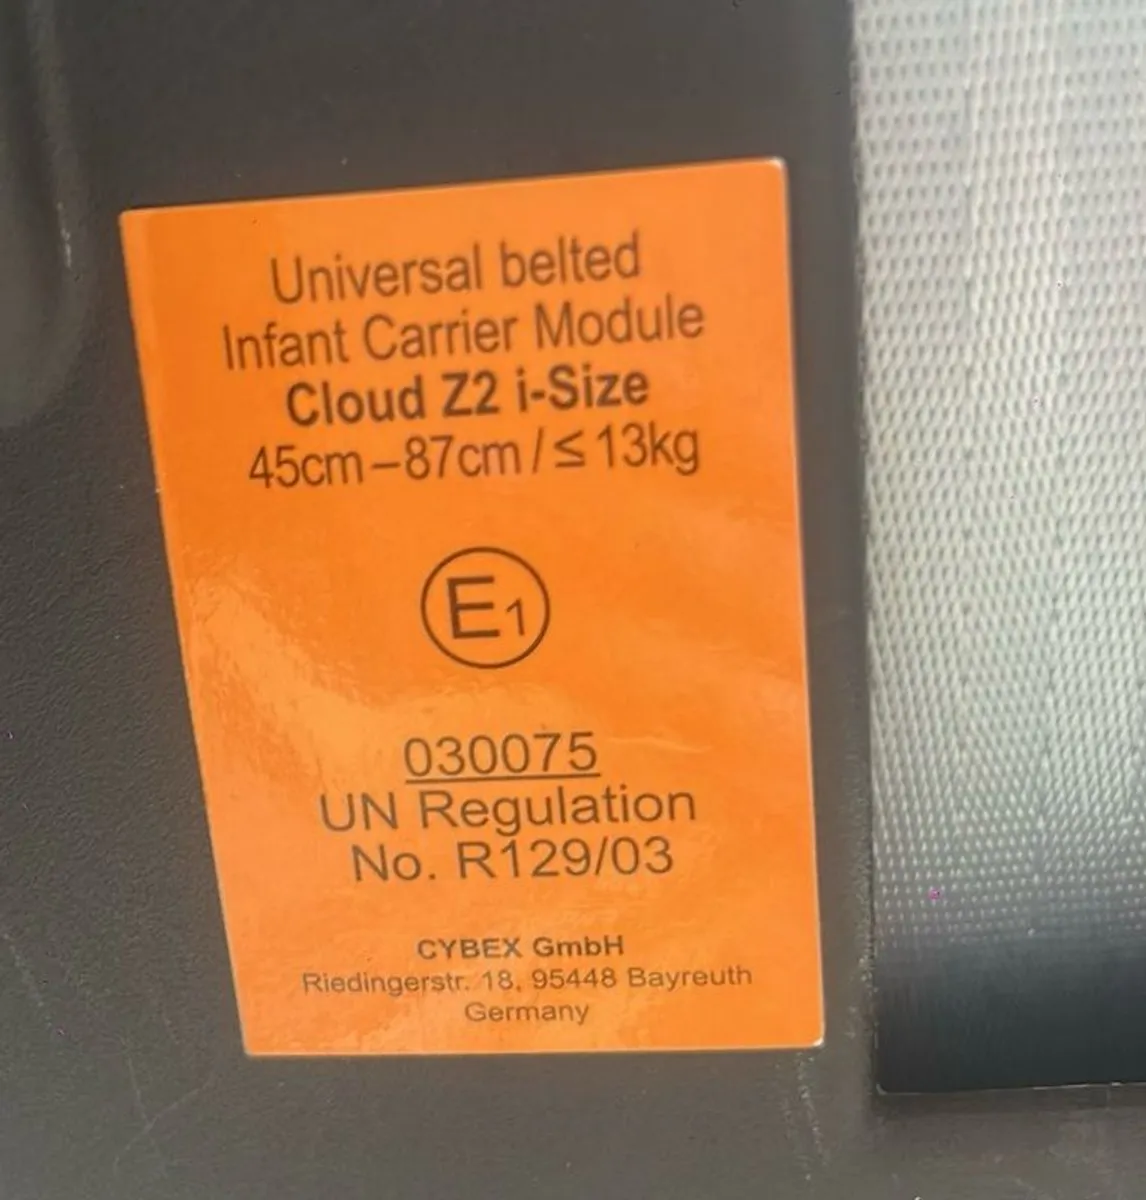 Universal belted
Infant Carrier Module
Cloud Z2 i-Size
45cm–87cm/≤13kg
E1
030075
UN Regulation
No. R129/03
CYBEX GmbH
Riedingerstr. 18, 95448 Bayreuth
Germany